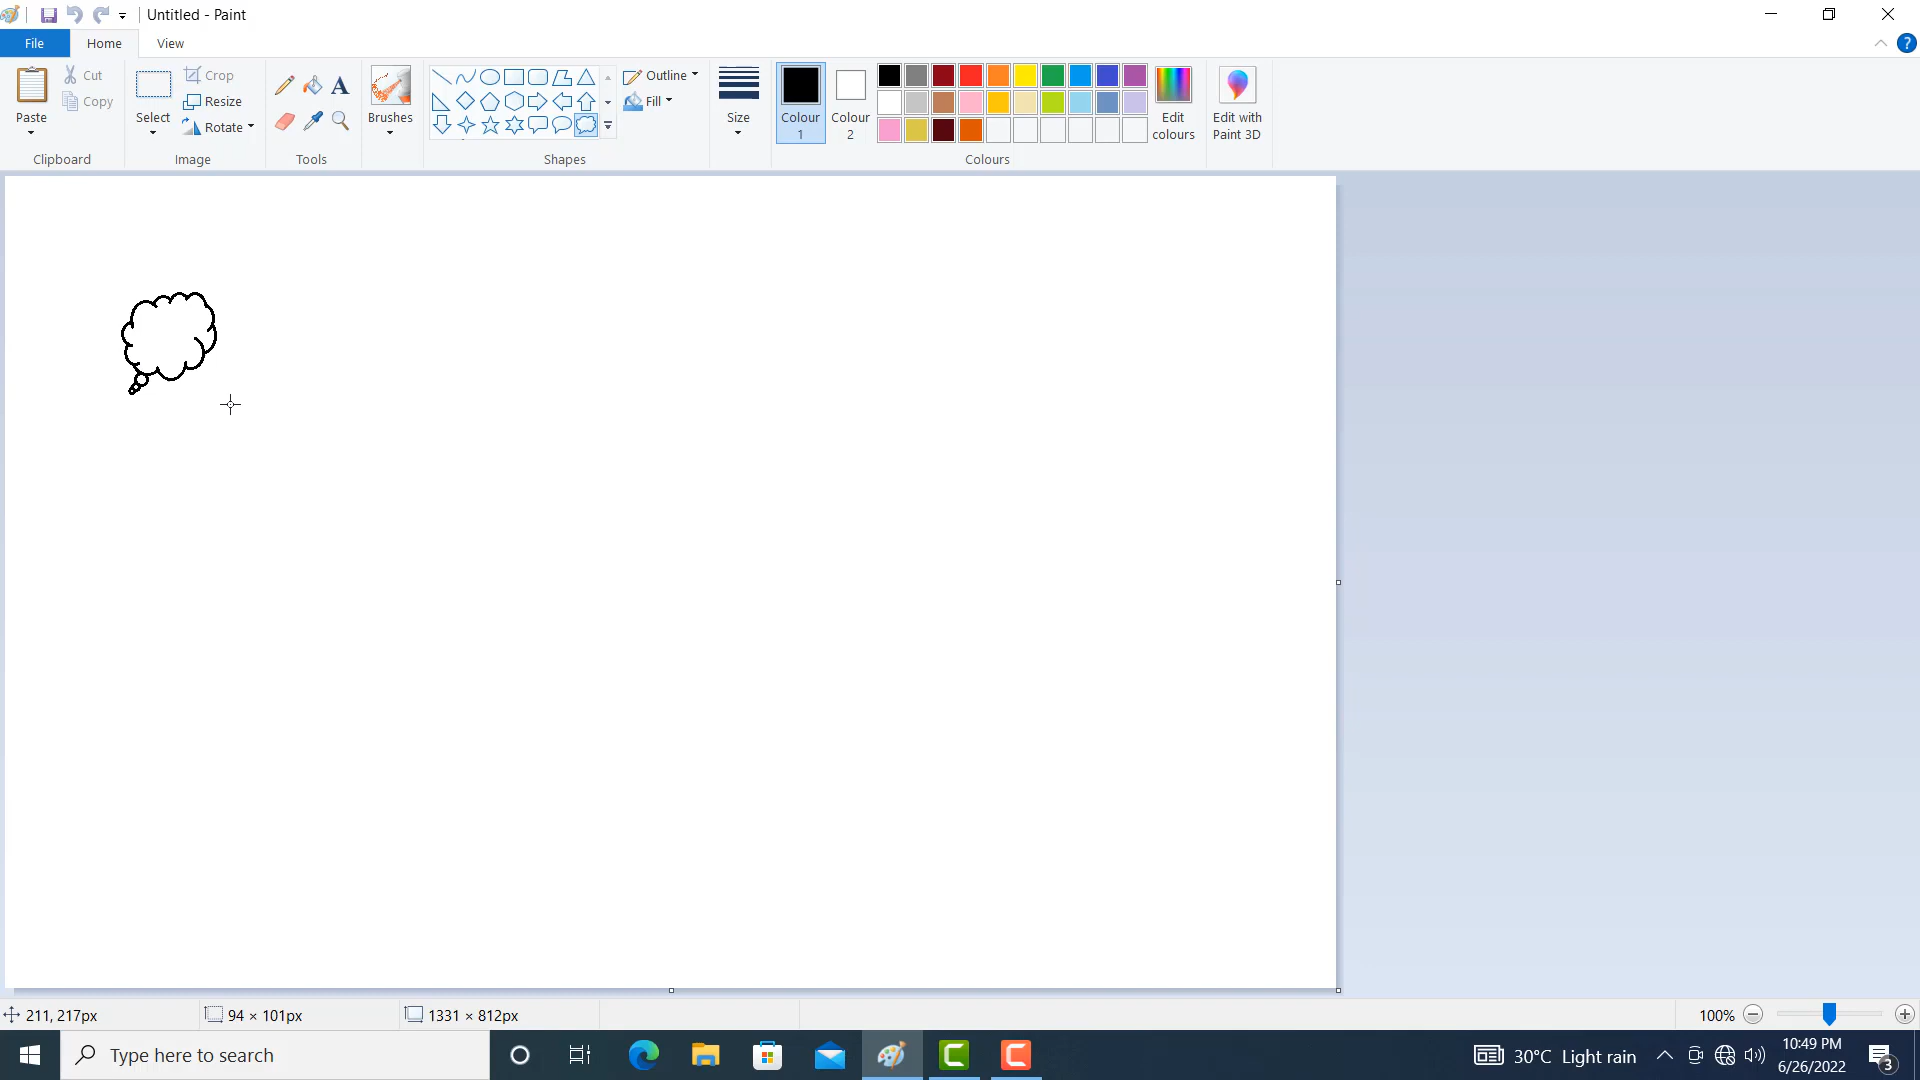 Untitled - Paint
File Home View
Paste
Cut
Copy
Clipboard
Select
Crop
Resize
Rotate
Image
A
Tools
Brushes
Outline
Fill
Shapes
Size
Colour 1
Colour 2
Edit colours
Colours
Edit with Paint 3D
?
211, 217px
94 × 101px
1331 × 812px
100%
Type here to search
30°C Light rain
10:49 PM
6/26/2022
3